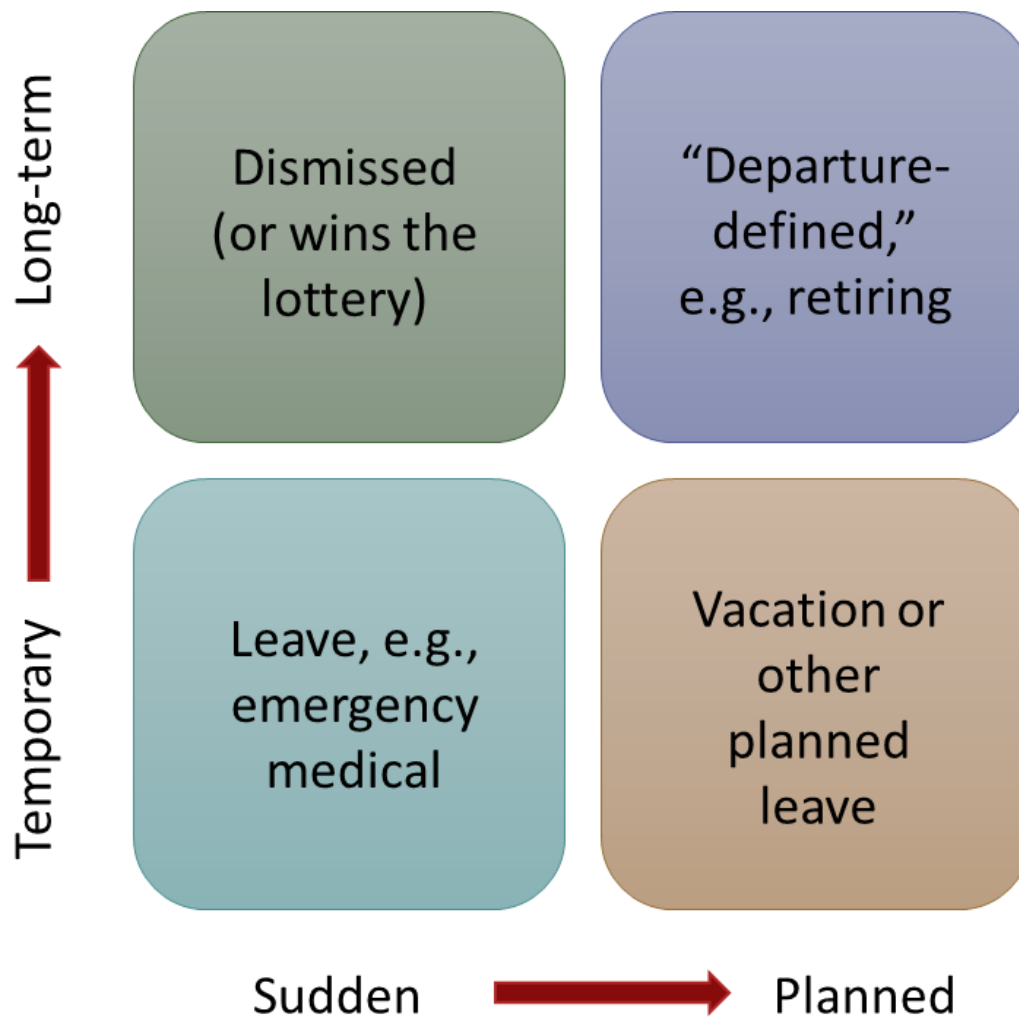 Long-term
Dismissed
(or wins the
lottery)
“Departure-
defined,”
e.g., retiring
Temporary
Leave, e.g.,
emergency
medical
Vacation or
other
planned
leave
Sudden
Planned